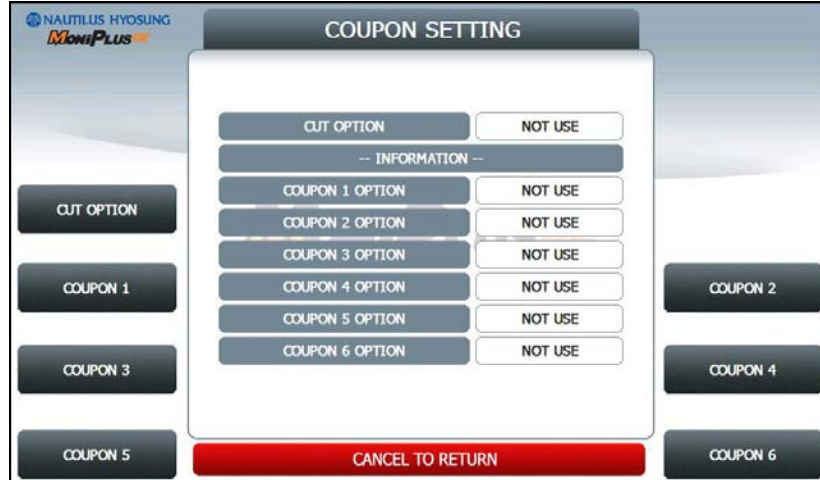 NAUTILUS HYOSUNG
MoniPlus
COUPON SETTING
CUT OPTION NOT USE
-- INFORMATION --
COUPON 1 OPTION NOT USE
COUPON 2 OPTION NOT USE
COUPON 3 OPTION NOT USE
COUPON 4 OPTION NOT USE
COUPON 5 OPTION NOT USE
COUPON 6 OPTION NOT USE
CUT OPTION
COUPON 1
COUPON 2
COUPON 3
COUPON 4
COUPON 5
CANCEL TO RETURN
COUPON 6